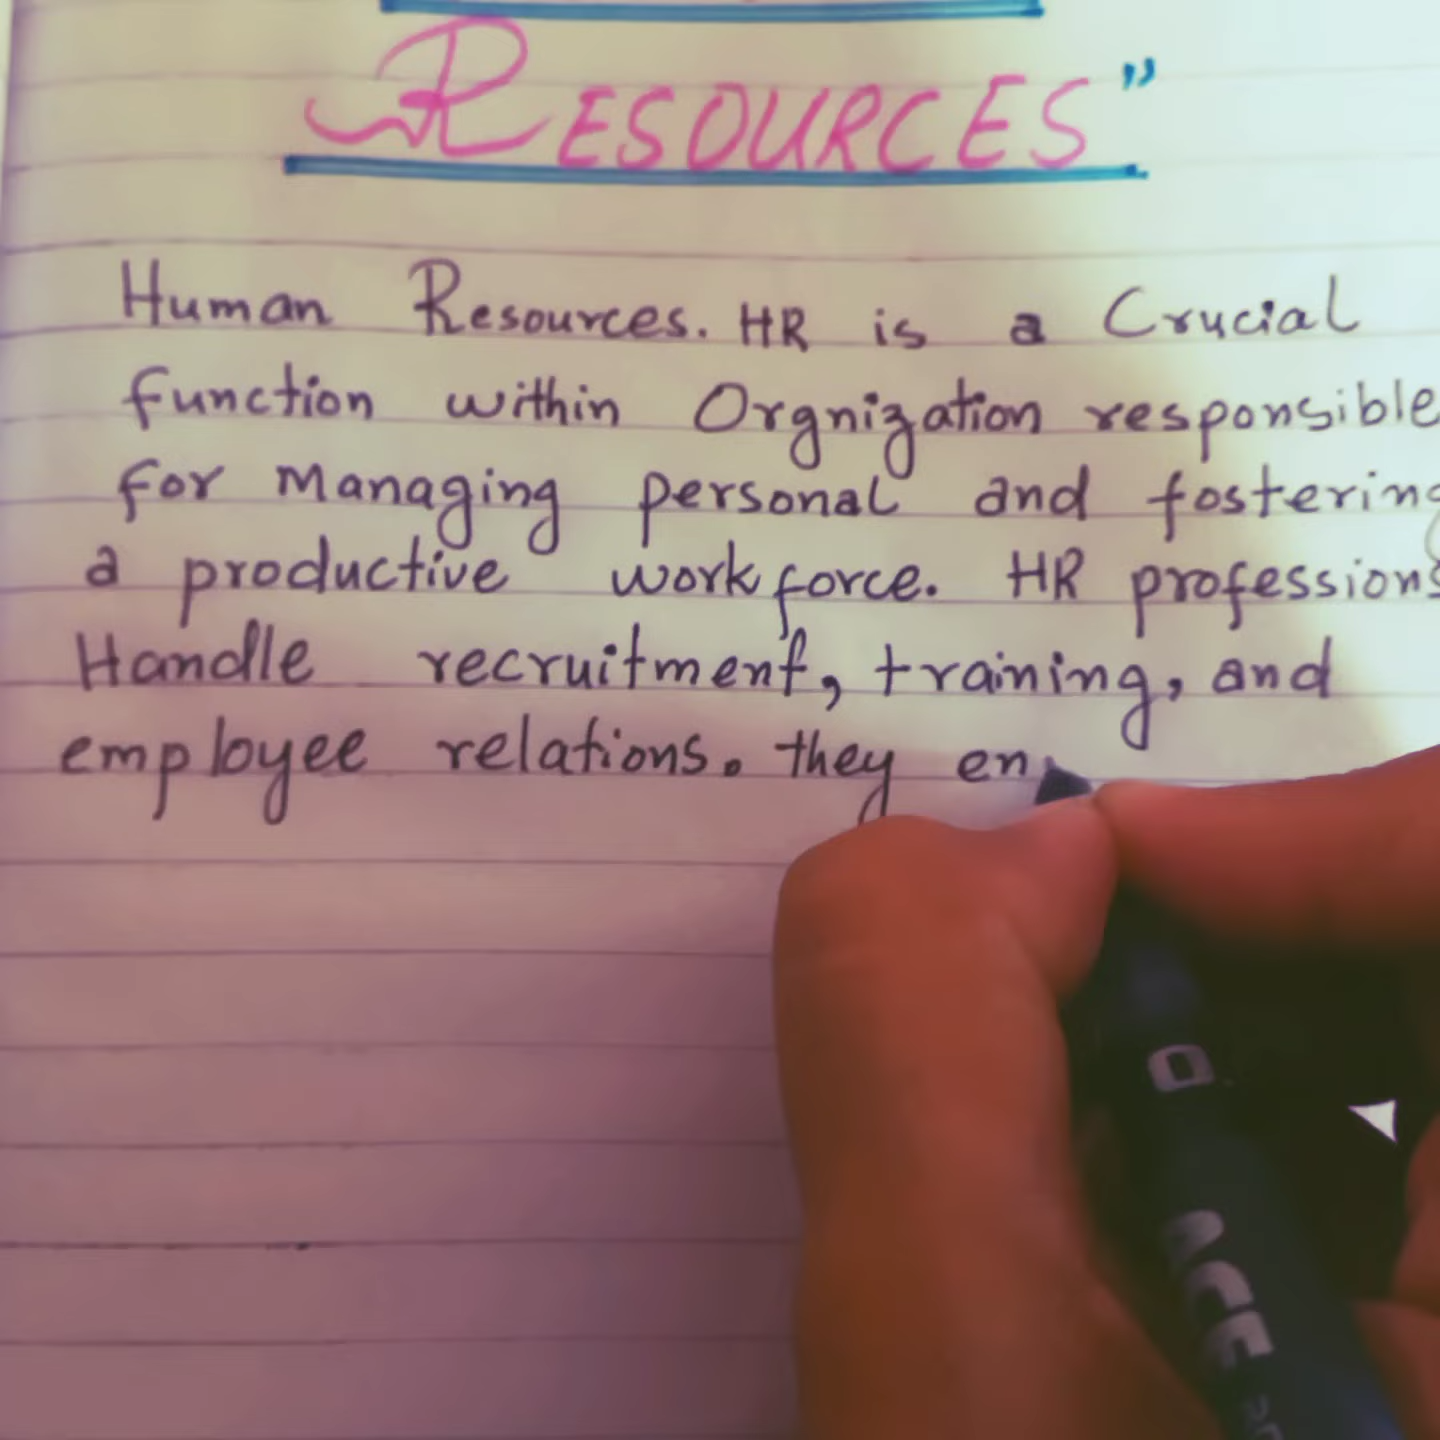 RESOURCES”
Human Resources. HR is a Crucial
function within Orgnization responsible
for Managing personal and fostering
a productive workforce. HR professions
Handle recruitment, training, and
employee relations. they en